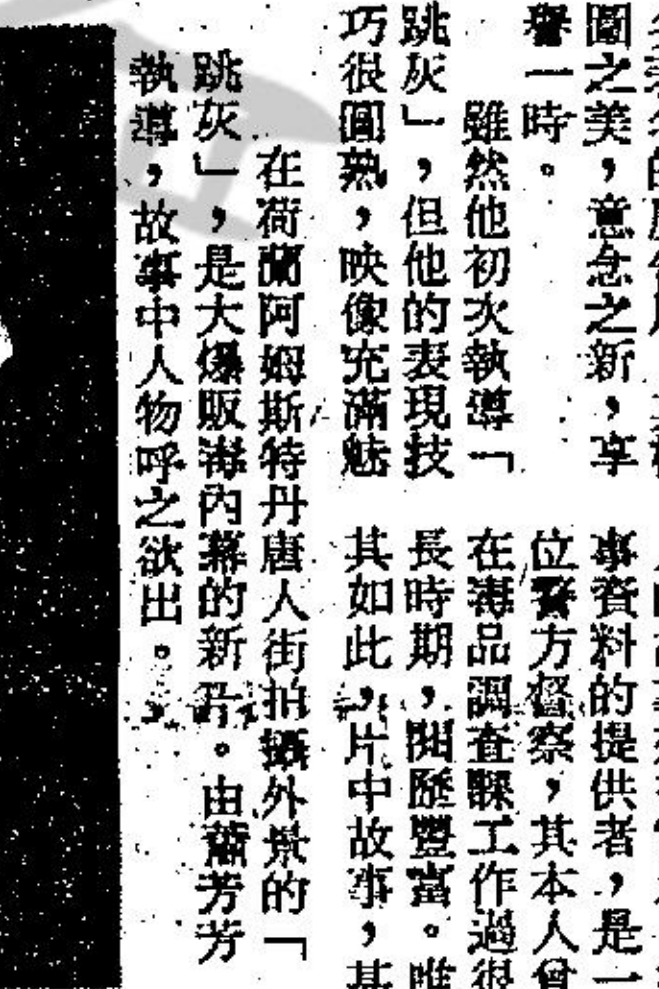 圖之美，意念之新，享
譽一時。
雖然他初次執導「
跳灰」，但他的表現技
巧很圓熟，映像充滿魅
事資料的提供者，是一
位警方督察，其本人曾
在毒品調查課工作過很
長時期，閱歷豐富。唯
其如此，片中故事，
在荷蘭阿姆斯特丹唐人街拍攝外景的「
跳灰」，是大爆販毒內幕的新片。由蕭芳芳
執導，故事中人物呼之欲出。